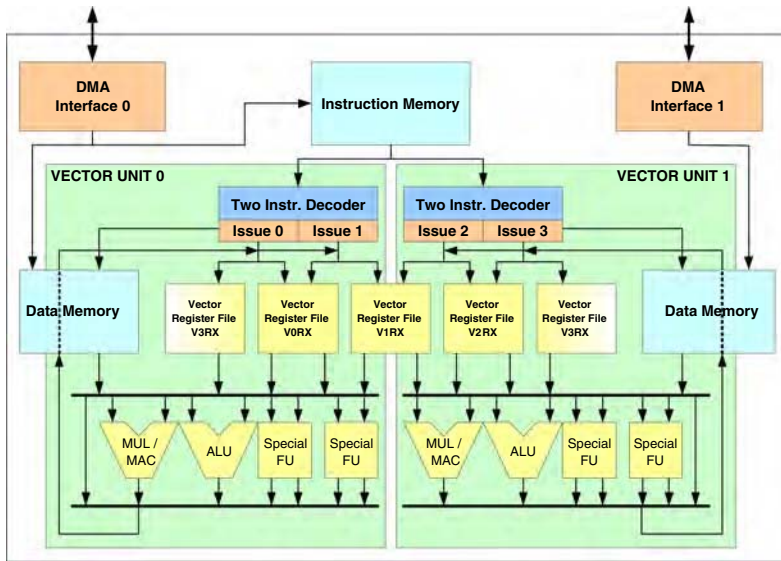 DMA
Interface 0
Instruction Memory
DMA
Interface 1
VECTOR UNIT 0
VECTOR UNIT 1
Two Instr. Decoder
Issue 0
Issue 1
Two Instr. Decoder
Issue 2
Issue 3
Data Memory
Vector
Register File
V3RX
Vector
Register File
V0RX
Vector
Register File
V1RX
Vector
Register File
V2RX
Vector
Register File
V3RX
Data Memory
MUL /
MAC
ALU
Special
FU
Special
FU
MUL /
MAC
ALU
Special
FU
Special
FU